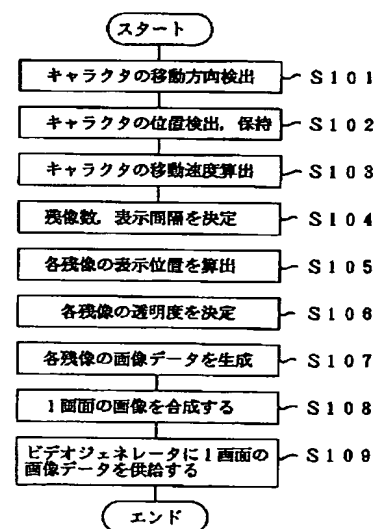 スタート
キャラクタの移動方向検出 S101
キャラクタの位置検出,保持 S102
キャラクタの移動速度算出 S103
残像数,表示間隔を決定 S104
各残像の表示位置を算出 S105
各残像の透明度を決定 S106
各残像の画像データを生成 S107
1画面の画像を合成する S108
ビデオジェネレータに1画面の
画像データを供給する S109
エンド